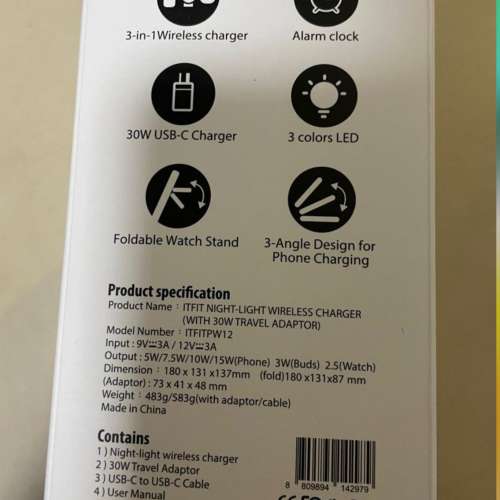 3-in-1Wireless charger
Alarm clock
30W USB-C Charger
3 colors LED
Foldable Watch Stand
3-Angle Design for
Phone Charging
Product specification
Product Name : ITFIT NIGHT-LIGHT WIRELESS CHARGER
(WITH 30W TRAVEL ADAPTOR)
Model Number : ITFITPW12
Input : 9V⎓3A / 12V⎓3A
Output : 5W/7.5W/10W/15W(Phone) 3W(Buds) 2.5(Watch)
Dimension : 180 x 131 x137mm (fold)180 x131x87 mm
(Adaptor) : 73 x 41 x 48 mm
Weight : 483g/583g(with adaptor/cable)
Made in China
Contains
1 ) Night-light wireless charger
2 ) 30W Travel Adaptor
3 ) USB-C to USB-C Cable
4 ) User Manual
8 809894 142979